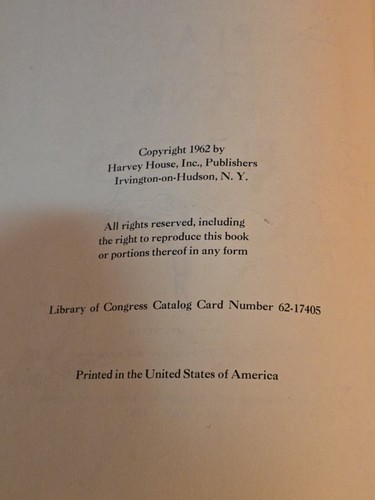 Copyright 1962 by
Harvey House, Inc., Publishers
Irvington-on-Hudson, N. Y.
All rights reserved, including
the right to reproduce this book
or portions thereof in any form
Library of Congress Catalog Card Number 62-17405
Printed in the United States of America